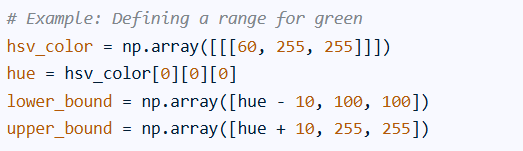 # Example: Defining a range for green
hsv_color = np.array([[[60, 255, 255]]])
hue = hsv_color[0][0][0]
lower_bound = np.array([hue - 10, 100, 100])
upper_bound = np.array([hue + 10, 255, 255])